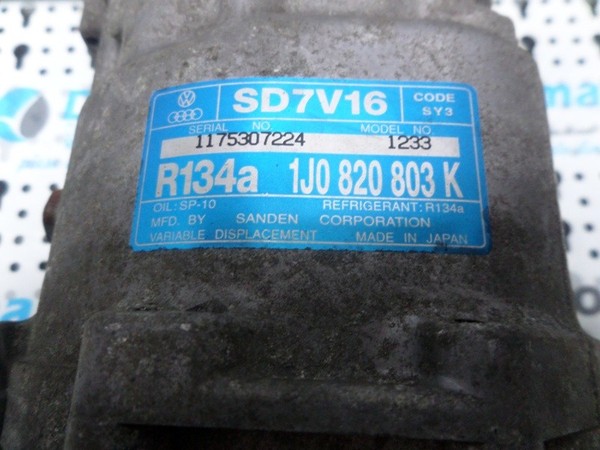 SD7V16
CODE
SY3
SERIAL NO.
MODEL NO.
1175307224
1233
R134a
1J0 820 803 K
OIL: SP-10
REFRIGERANT: R134a
MFD. BY SANDEN CORPORATION
VARIABLE DISPLACEMENT MADE IN JAPAN